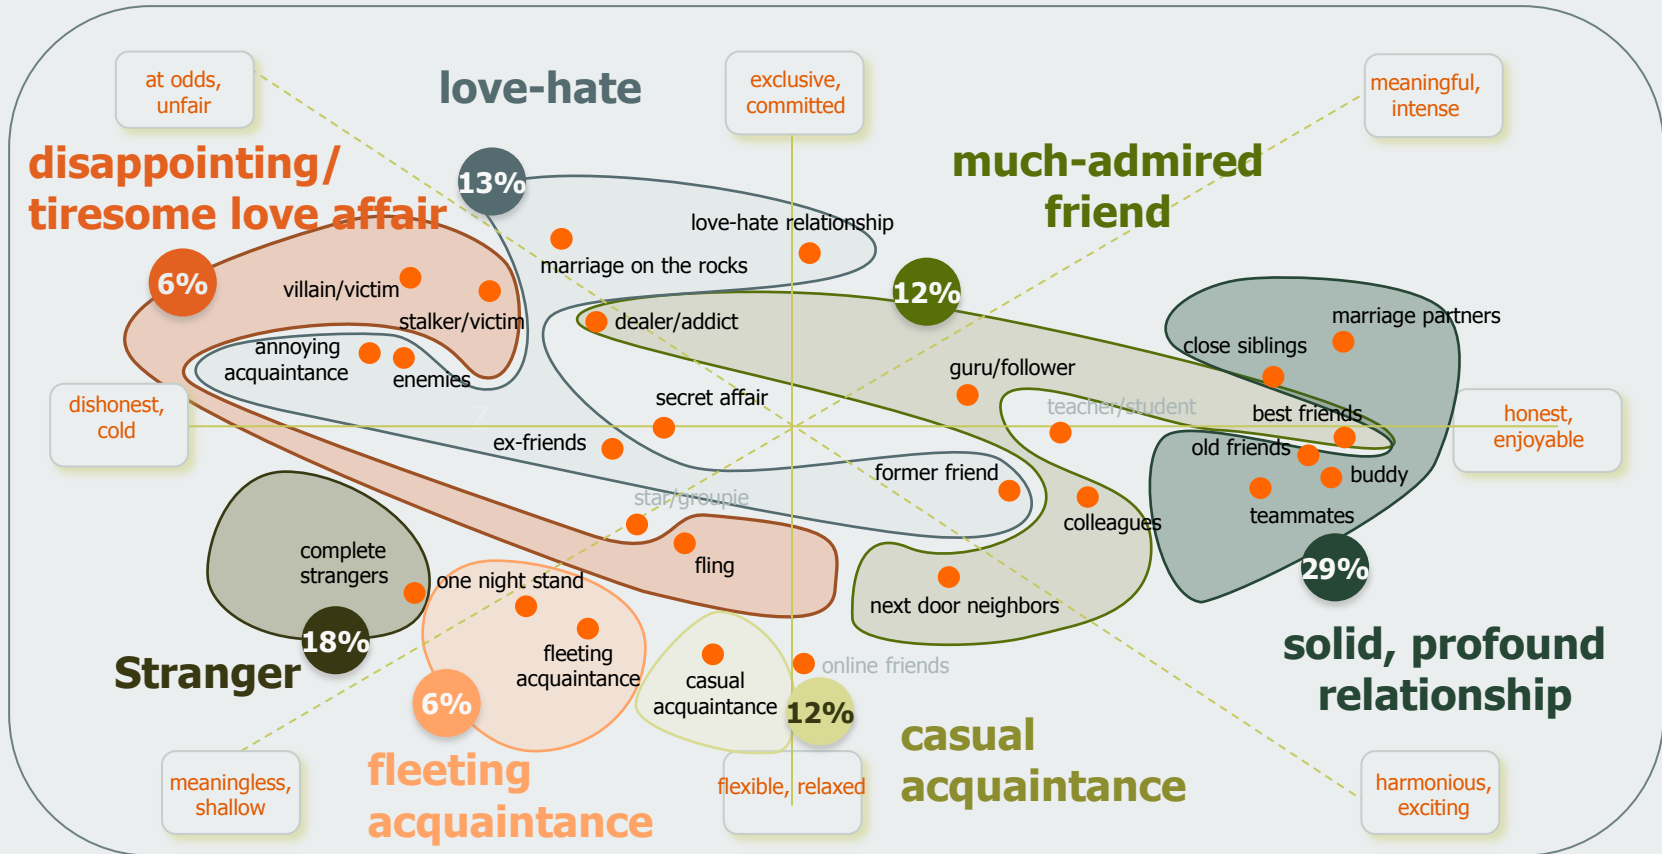 at odds,
unfair
love-hate
exclusive,
committed
meaningful,
intense
disappointing/
tiresome love affair
much-admired
friend
13%
love-hate relationship
marriage on the rocks
6%
villain/victim
stalker/victim
12%
dealer/addict
marriage partners
close siblings
annoying
acquaintance
enemies
guru/follower
secret affair
teacher/student
best friends
dishonest,
cold
7
honest,
enjoyable
ex-friends
old friends
former friend
buddy
star/groupie
colleagues
teammates
complete
strangers
fling
one night stand
next door neighbors
29%
18%
Stranger
fleeting
acquaintance
casual
acquaintance
online friends
solid, profound
relationship
6%
12%
casual
acquaintance
fleeting
acquaintance
meaningless,
shallow
flexible, relaxed
harmonious,
exciting